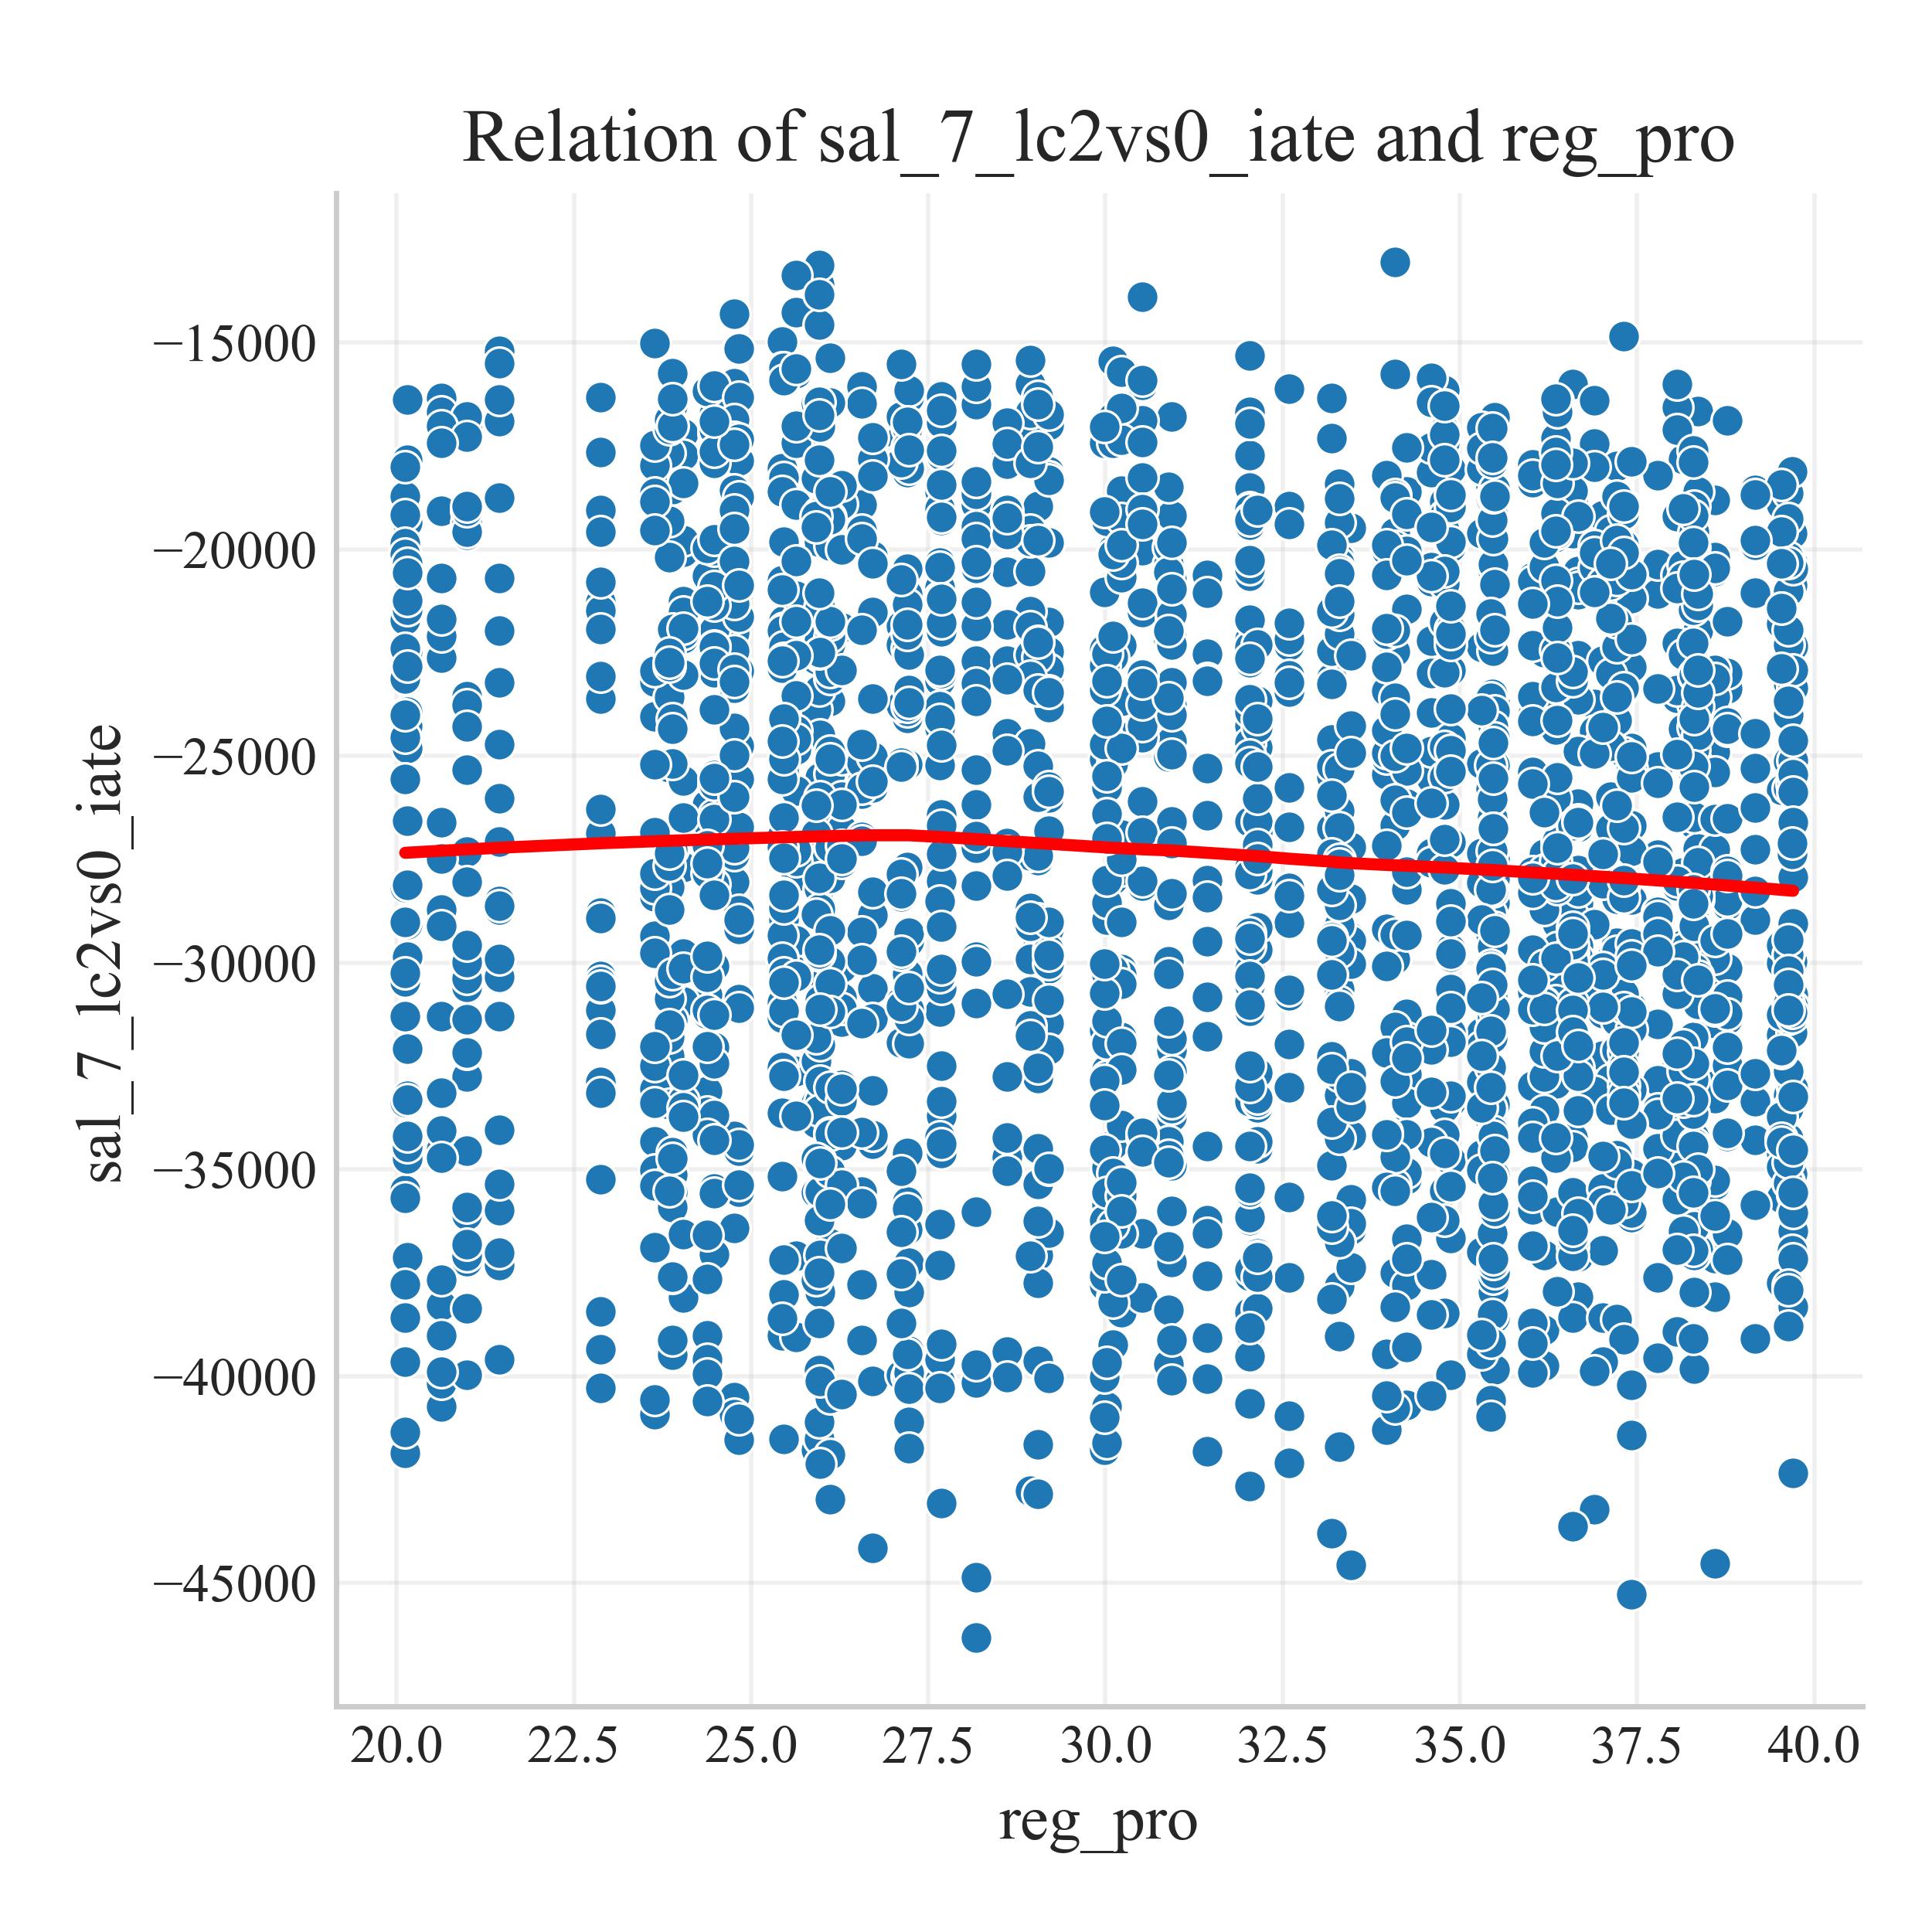 Relation of sal_7_lc2vs0_iate and reg_pro
sal_7_lc2vs0_iate
−15000
−20000
−25000
−30000
−35000
−40000
−45000
20.0 22.5 25.0 27.5 30.0 32.5 35.0 37.5 40.0
reg_pro